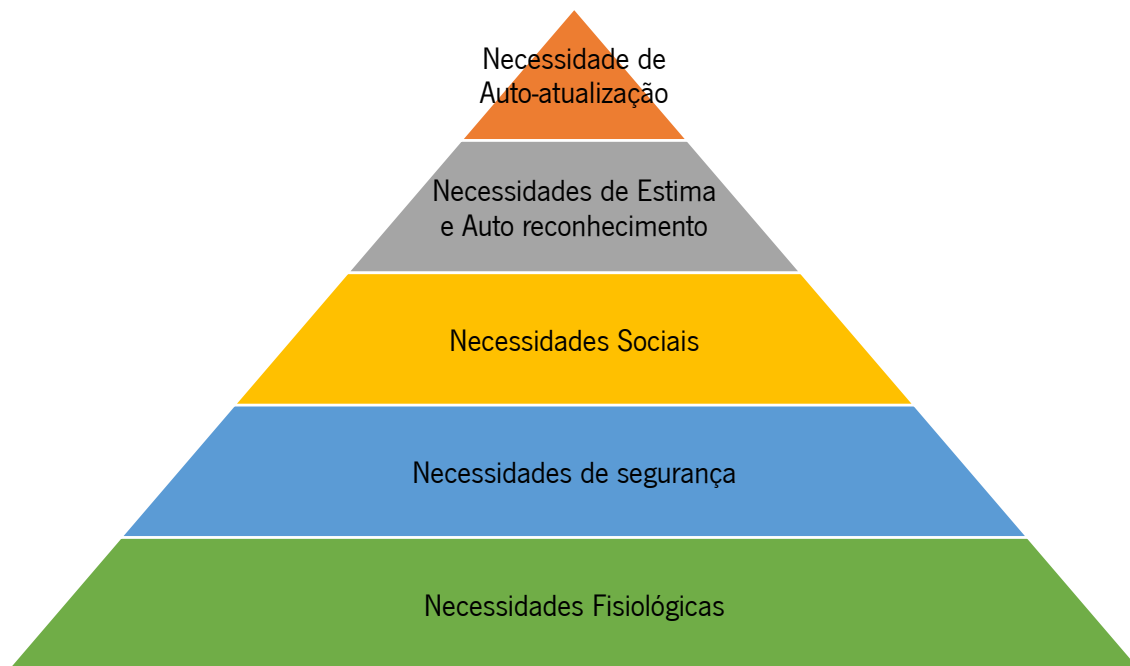 Necessidade de
Auto-atualização
Necessidades de Estima
e Auto reconhecimento
Necessidades Sociais
Necessidades de segurança
Necessidades Fisiológicas